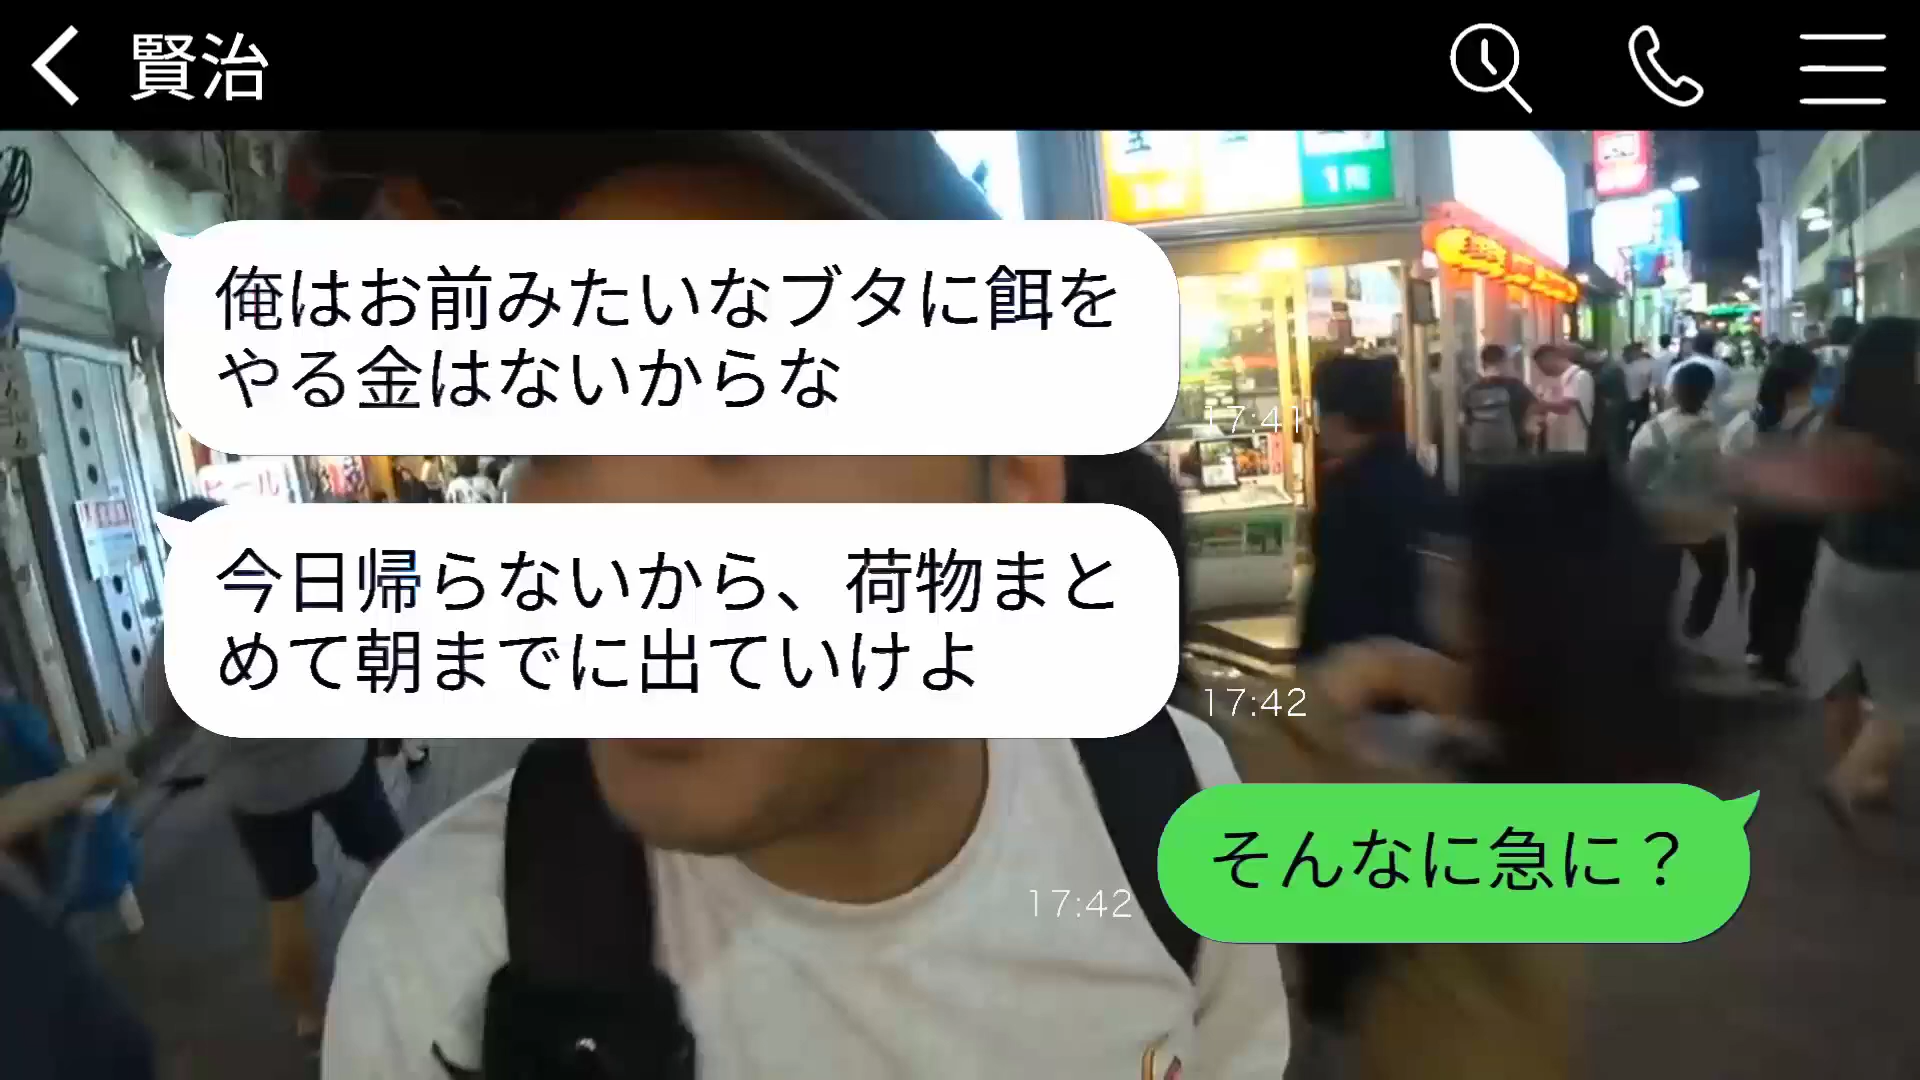 賢治
俺はお前みたいなブタに餌を
やる金はないからな
17:41
今日帰らないから、荷物まと
めて朝までに出ていけよ
17:42
そんなに急に？
17:42
ビール